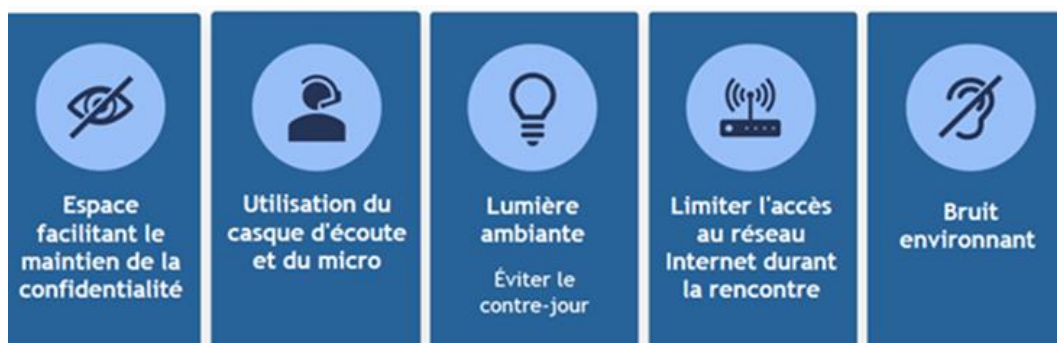 Espace
facilitant le
maintien de la
confidentialité
Utilisation du
casque d'écoute
et du micro
Lumière
ambiante
Éviter le
contre-jour
Limiter l'accès
au réseau
Internet durant
la rencontre
Bruit
environnant